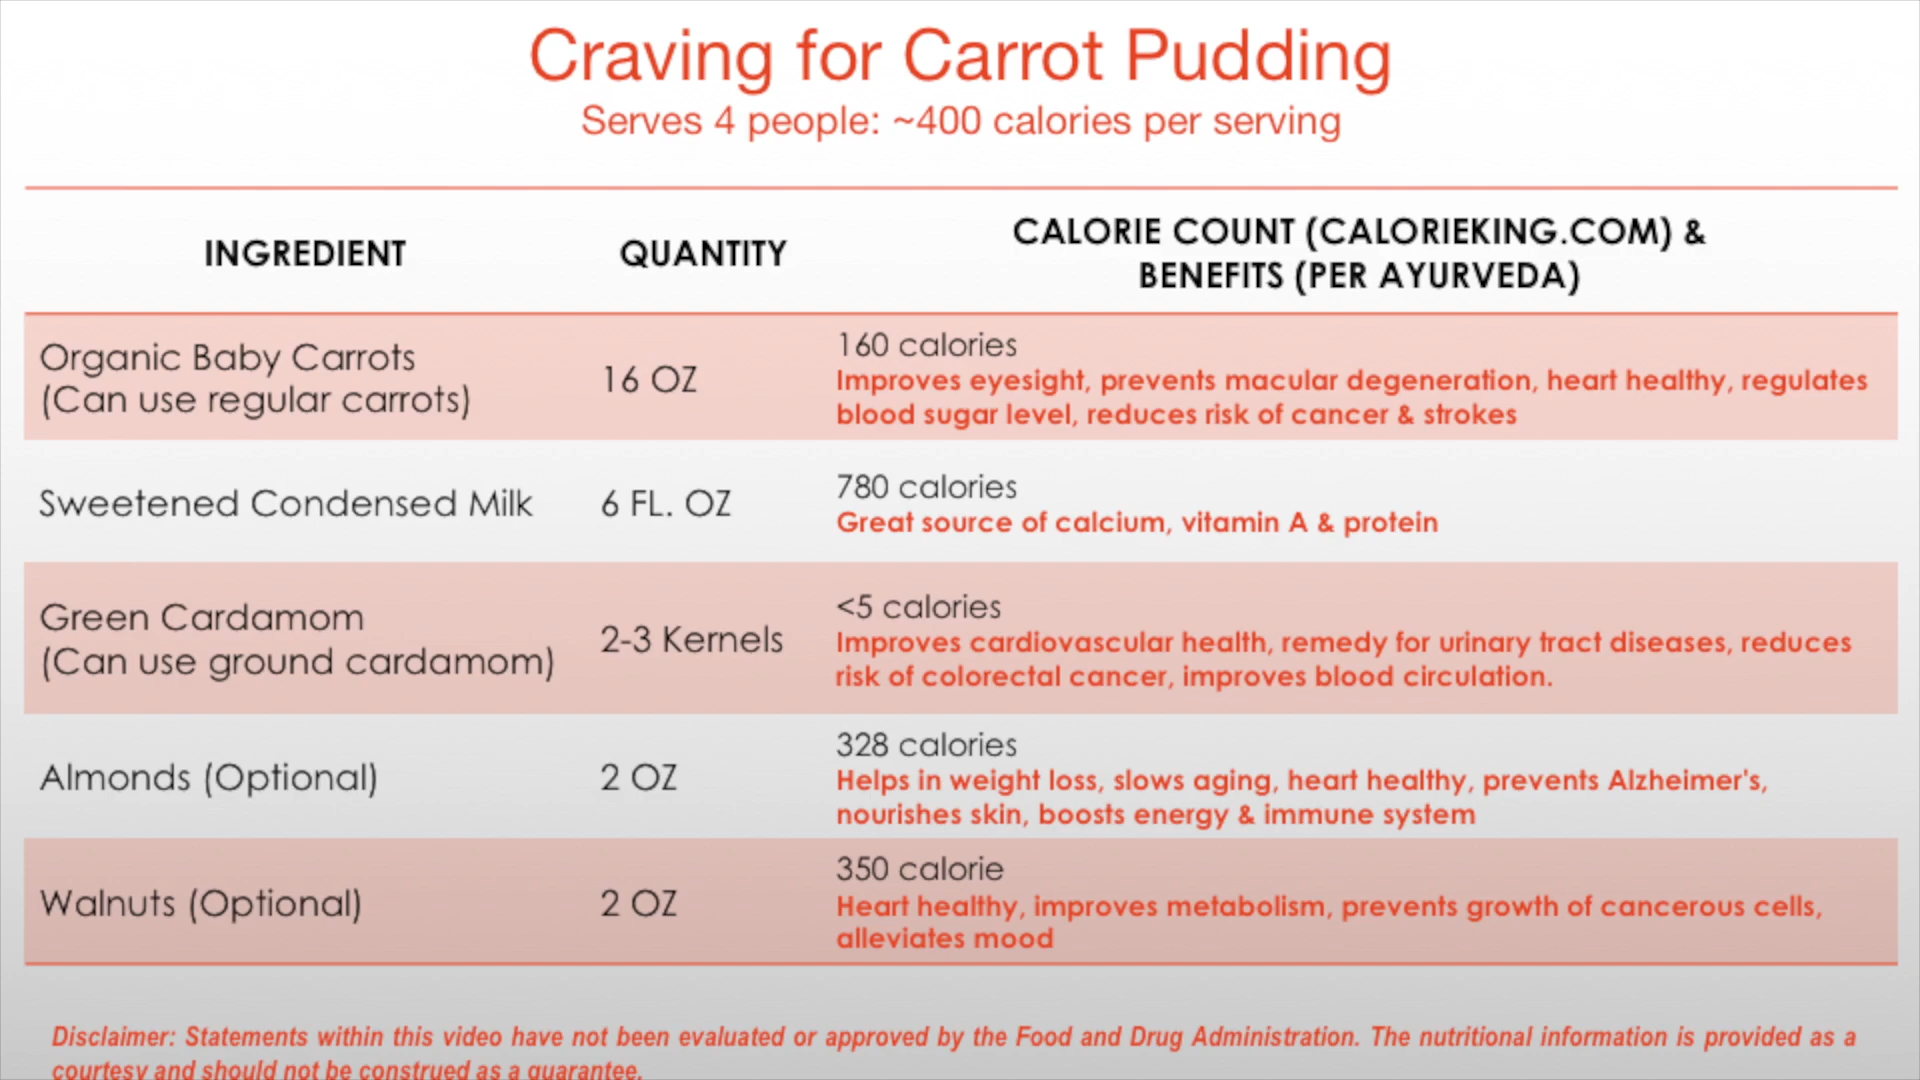 Craving for Carrot Pudding
Serves 4 people: ~400 calories per serving
INGREDIENT
QUANTITY
CALORIE COUNT (CALORIEKING.COM) &
BENEFITS (PER AYURVEDA)
Organic Baby Carrots
(Can use regular carrots)
16 OZ
160 calories
Improves eyesight, prevents macular degeneration, heart healthy, regulates
blood sugar level, reduces risk of cancer & strokes
Sweetened Condensed Milk
6 FL. OZ
780 calories
Great source of calcium, vitamin A & protein
Green Cardamom
(Can use ground cardamom)
2-3 Kernels
<5 calories
Improves cardiovascular health, remedy for urinary tract diseases, reduces
risk of colorectal cancer, improves blood circulation.
Almonds (Optional)
2 OZ
328 calories
Helps in weight loss, slows aging, heart healthy, prevents Alzheimer's,
nourishes skin, boosts energy & immune system
Walnuts (Optional)
2 OZ
350 calorie
Heart healthy, improves metabolism, prevents growth of cancerous cells,
alleviates mood
Disclaimer: Statements within this video have not been evaluated or approved by the Food and Drug Administration. The nutritional information is provided as a
courtesy and should not be construed as a guarantee.